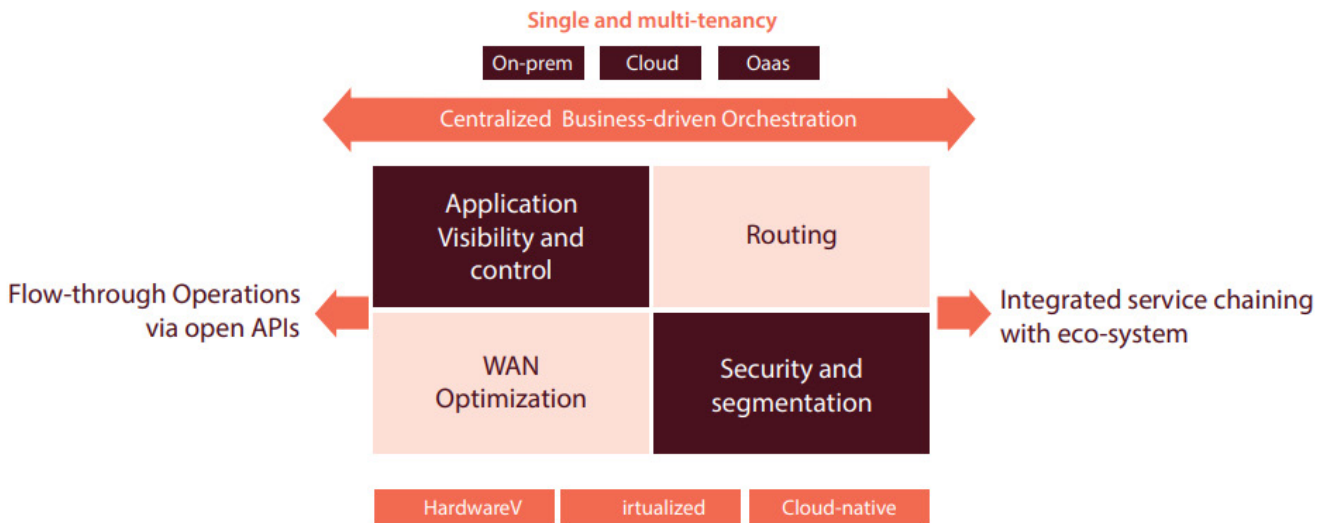 Single and multi-tenancy
On-prem Cloud Oaas
Centralized Business-driven Orchestration
Application
Visibility and
control
Routing
Flow-through Operations
via open APIs
Integrated service chaining
with eco-system
WAN
Optimization
Security and
segmentation
HardwareV irtualized Cloud-native